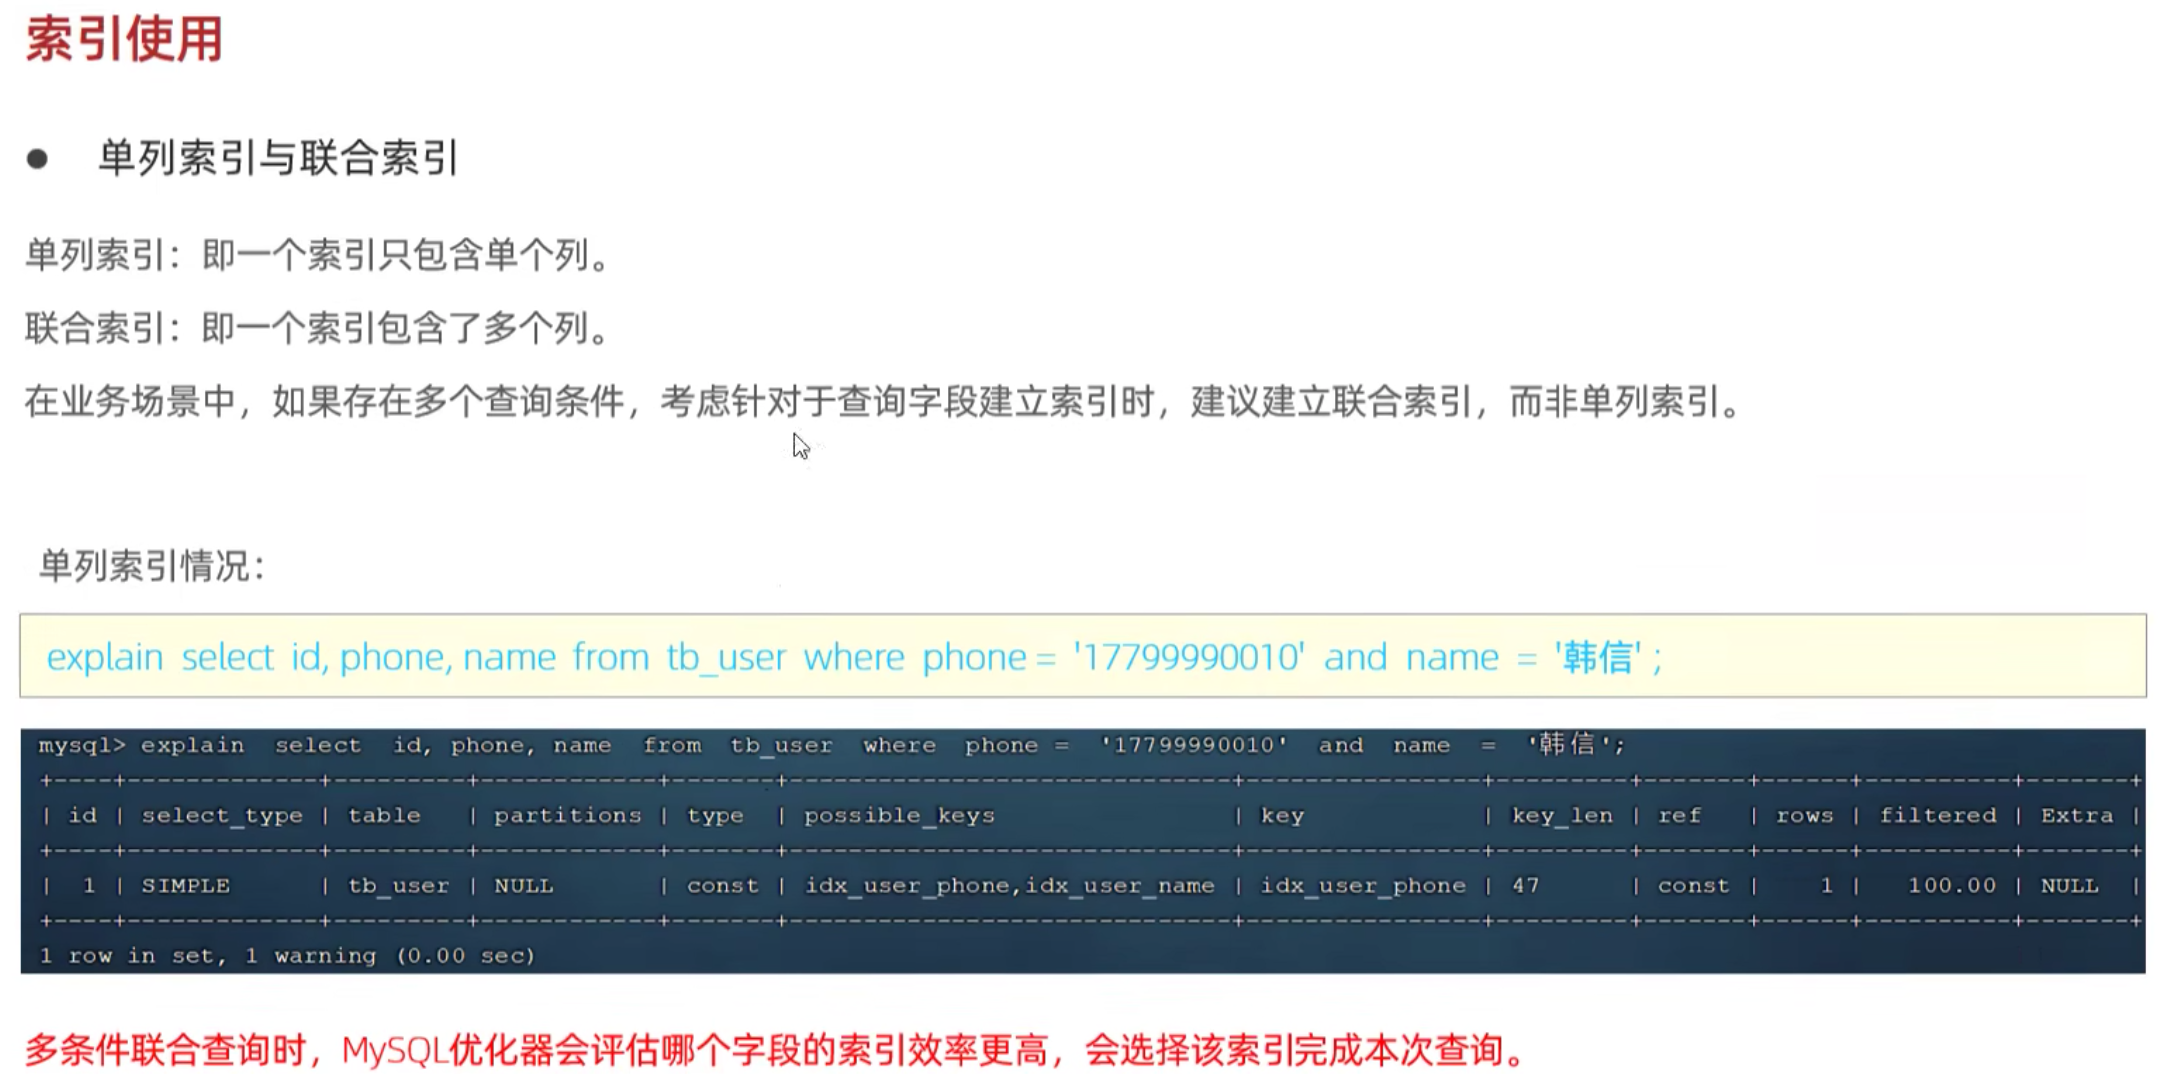 索引使用
● 单列索引与联合索引
单列索引：即一个索引只包含单个列。
联合索引：即一个索引包含了多个列。
在业务场景中，如果存在多个查询条件，考虑针对于查询字段建立索引时，建议建立联合索引，而非单列索引。
单列索引情况：
explain select id, phone, name from tb_user where phone = '17799990010' and name = '韩信' ;
mysql> explain select id, phone, name from tb_user where phone = '17799990010' and name = '韩信';
+----+-------------+---------+------------+-------+-------------------------------+----------------+---------+-------+------+----------+-------+
| id | select_type | table | partitions | type | possible_keys | key | key_len | ref | rows | filtered | Extra |
+----+-------------+---------+------------+-------+-------------------------------+----------------+---------+-------+------+----------+-------+
| 1 | SIMPLE | tb_user | NULL | const | idx_user_phone,idx_user_name | idx_user_phone | 47 | const | 1 | 100.00 | NULL |
+----+-------------+---------+------------+-------+-------------------------------+----------------+---------+-------+------+----------+-------+
1 row in set, 1 warning (0.00 sec)
多条件联合查询时，MySQL优化器会评估哪个字段的索引效率更高，会选择该索引完成本次查询。